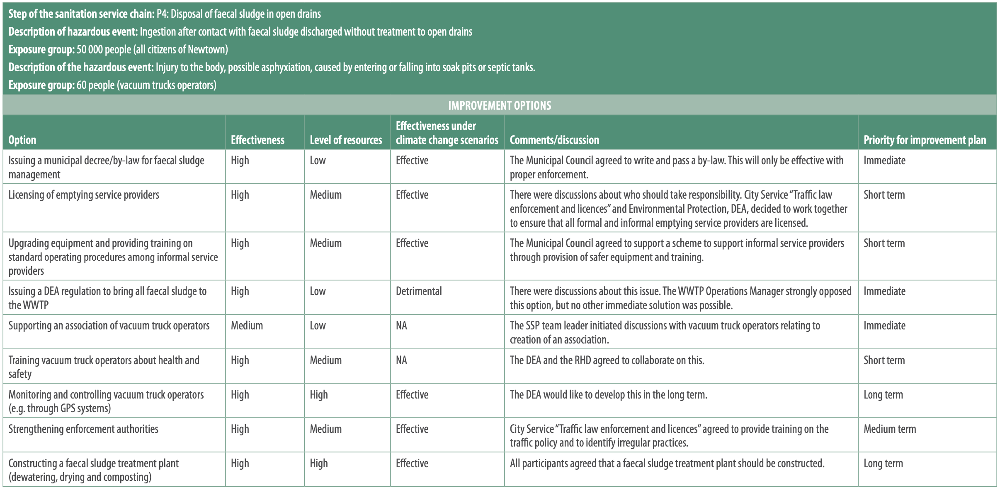 Step of the sanitation service chain: P4: Disposal of faecal sludge in open drains
Description of hazardous event: Ingestion after contact with faecal sludge discharged without treatment to open drains
Exposure group: 50 000 people (all citizens of Newtown)
Description of the hazardous event: Injury to the body, possible asphyxiation, caused by entering or falling into soak pits or septic tanks.
Exposure group: 60 people (vacuum trucks operators)
IMPROVEMENT OPTIONS
Option
Effectiveness
Level of resources
Effectiveness under
climate change scenarios
Comments/discussion
Priority for improvement plan
Issuing a municipal decree/by-law for faecal sludge
management
High
Low
Effective
The Municipal Council agreed to write and pass a by-law. This will only be effective with
proper enforcement.
Immediate
Licensing of emptying service providers
High
Medium
Effective
There were discussions about who should take responsibility. City Service “Traffic law
enforcement and licences” and Environmental Protection, DEA, decided to work together
to ensure that all formal and informal emptying service providers are licensed.
Short term
Upgrading equipment and providing training on
standard operating procedures among informal service
providers
High
Medium
Effective
The Municipal Council agreed to support a scheme to support informal service providers
through provision of safer equipment and training.
Short term
Issuing a DEA regulation to bring all faecal sludge to
the WWTP
High
Low
Detrimental
There were discussions about this issue. The WWTP Operations Manager strongly opposed
this option, but no other immediate solution was possible.
Immediate
Supporting an association of vacuum truck operators
Medium
Low
NA
The SSP team leader initiated discussions with vacuum truck operators relating to
creation of an association.
Immediate
Training vacuum truck operators about health and
safety
High
Medium
NA
The DEA and the RHD agreed to collaborate on this.
Short term
Monitoring and controlling vacuum truck operators
(e.g. through GPS systems)
High
High
Effective
The DEA would like to develop this in the long term.
Long term
Strengthening enforcement authorities
High
Medium
Effective
City Service “Traffic law enforcement and licences” agreed to provide training on the
traffic policy and to identify irregular practices.
Medium term
Constructing a faecal sludge treatment plant
(dewatering, drying and composting)
High
High
Effective
All participants agreed that a faecal sludge treatment plant should be constructed.
Long term